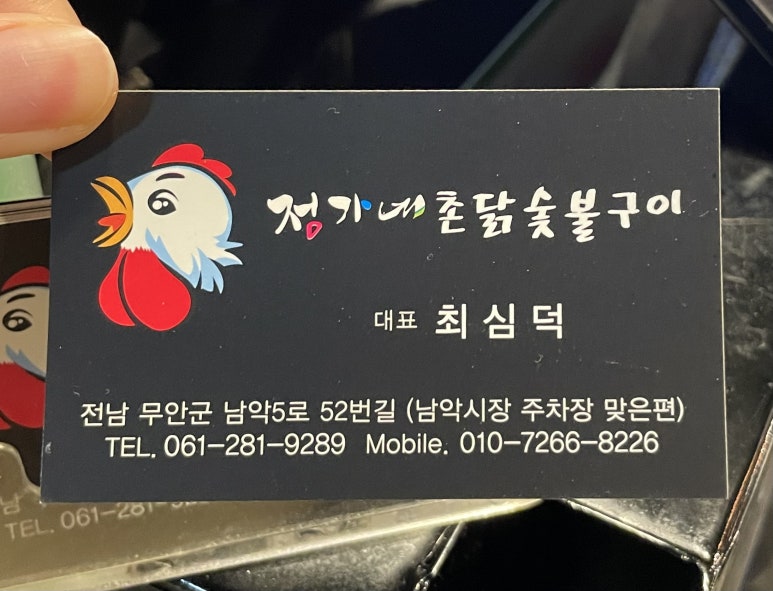 정가네촌닭숯불구이
대표 최심덕
전남 무안군 남악5로 52번길 (남악시장 주차장 맞은편)
TEL. 061-281-9289 Mobile. 010-7266-8226
남
TEL. 061-281-92